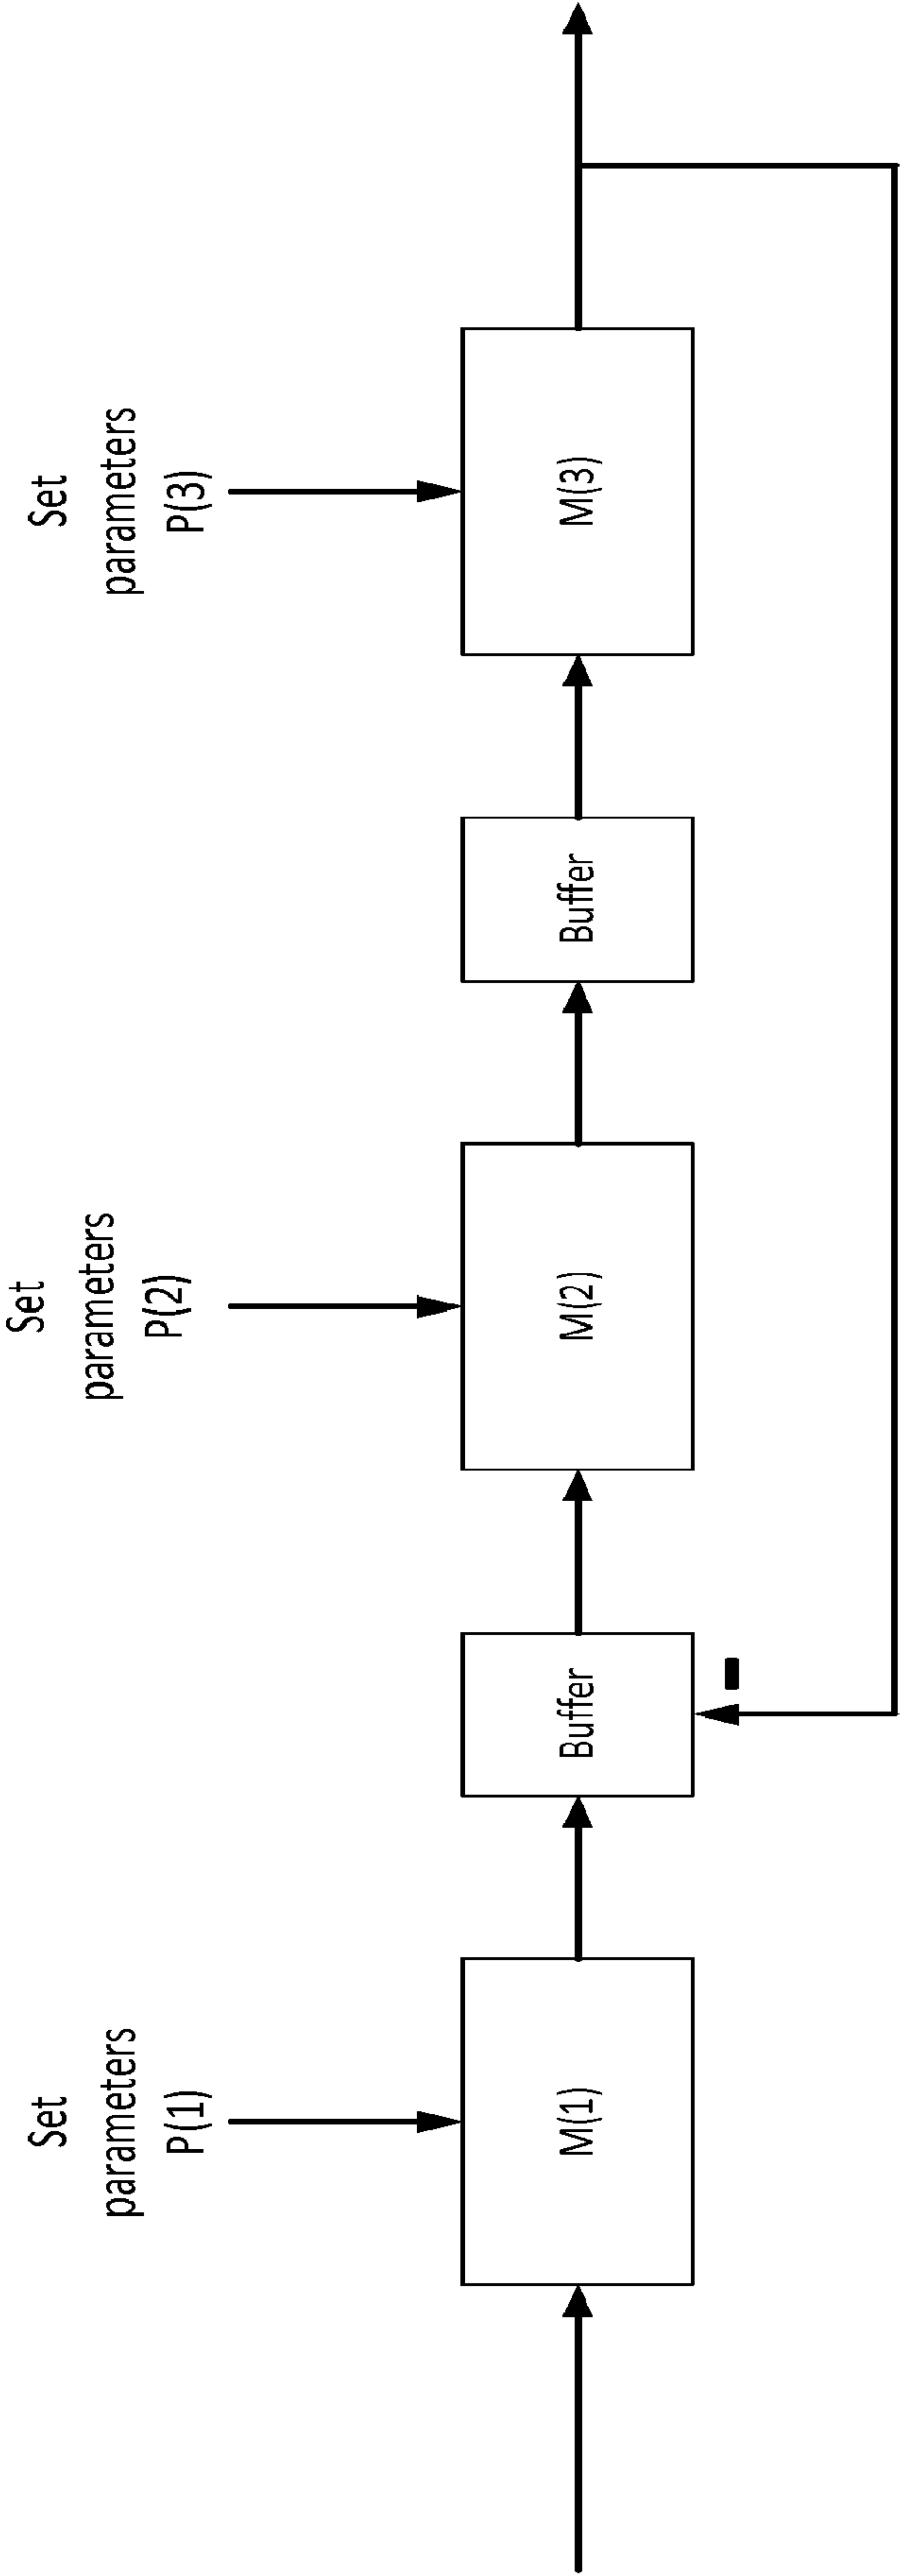 Set
parameters
P(1)
Set
parameters
P(2)
Set
parameters
P(3)
M(1)
Buffer
M(2)
Buffer
M(3)
-